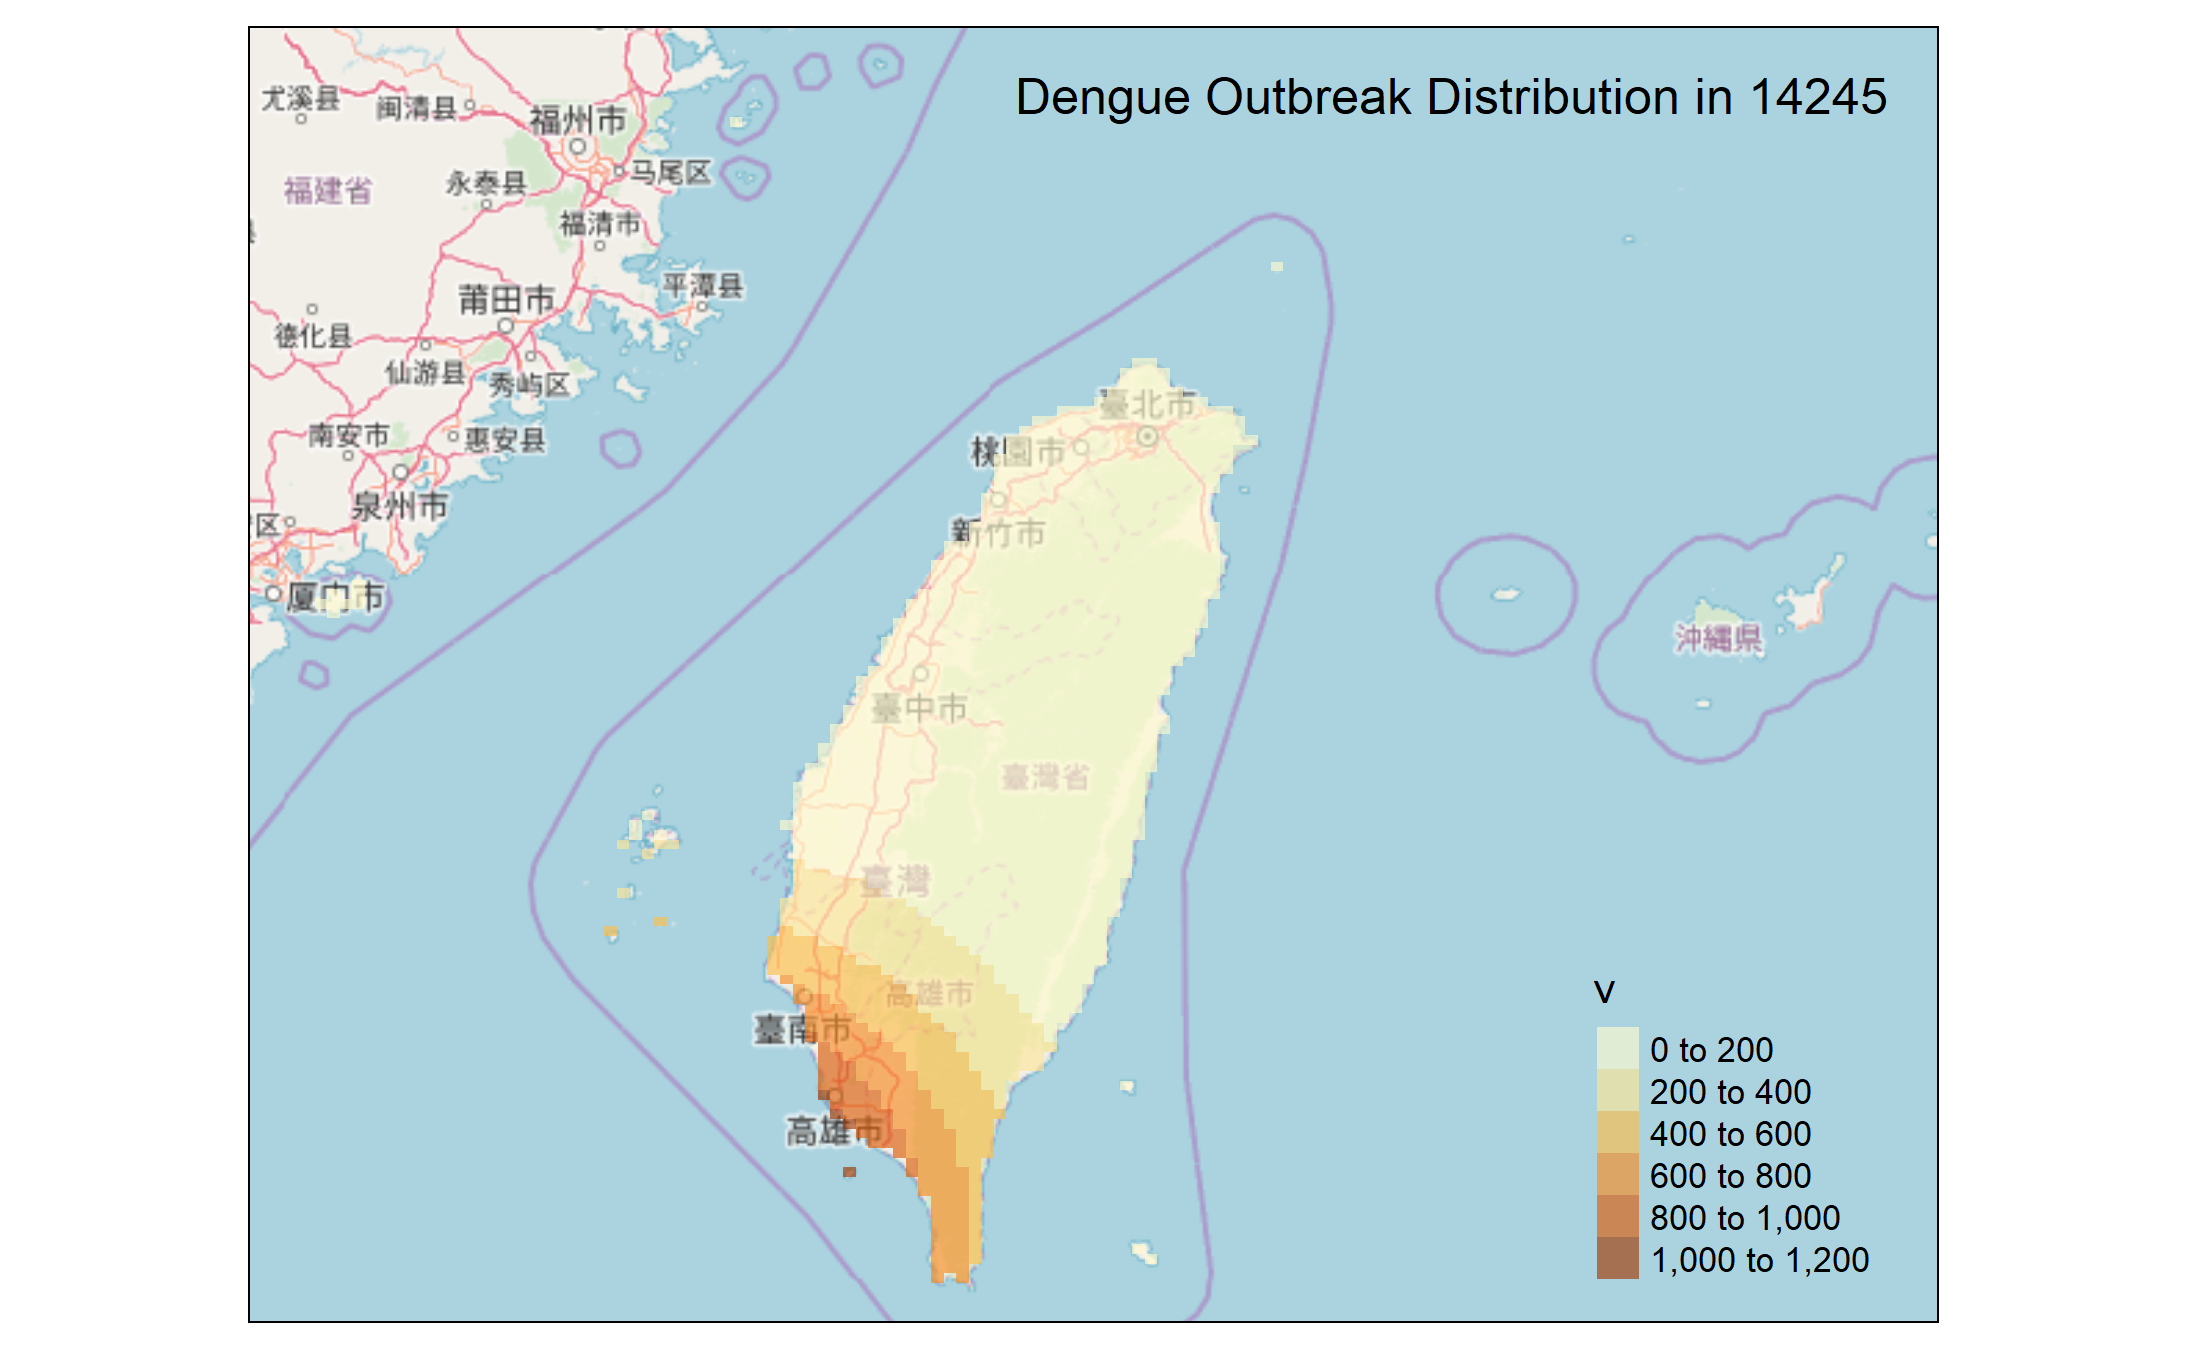 Dengue Outbreak Distribution in 14245
尤溪县
闽清县
福州市
马尾区
永泰县
福建省
福清市
平潭县
莆田市
德化县
仙游县
秀屿区
南安市
惠安县
泉州市
区
厦门市
臺北市
桃園市
新竹市
臺中市
臺灣省
臺灣
高雄市
臺南市
高雄市
沖縄県
v
0 to 200
200 to 400
400 to 600
600 to 800
800 to 1,000
1,000 to 1,200